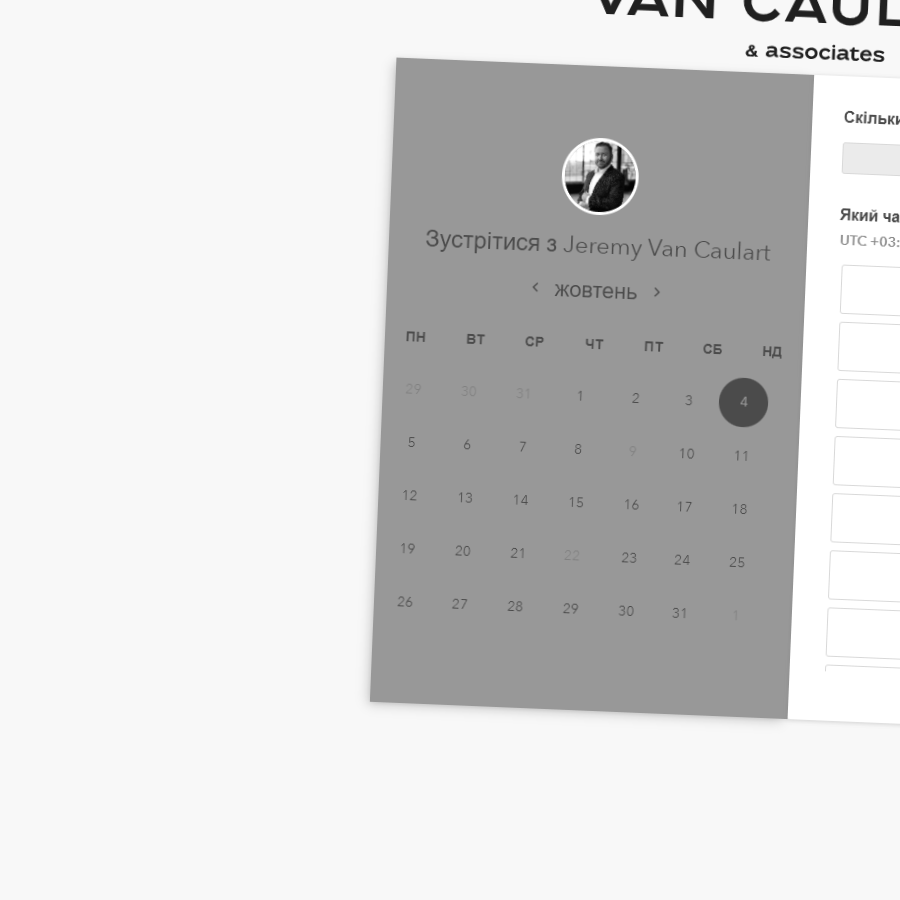 VAN CAUL
& associates
Зустрітися з Jeremy Van Caulart
‹ жовтень ›
ПН ВТ СР ЧТ ПТ СБ НД
29 30 31 1 2 3 4
5 6 7 8 9 10 11
12 13 14 15 16 17 18
19 20 21 22 23 24 25
26 27 28 29 30 31 1
Скільки
Який ча
UTC +03: